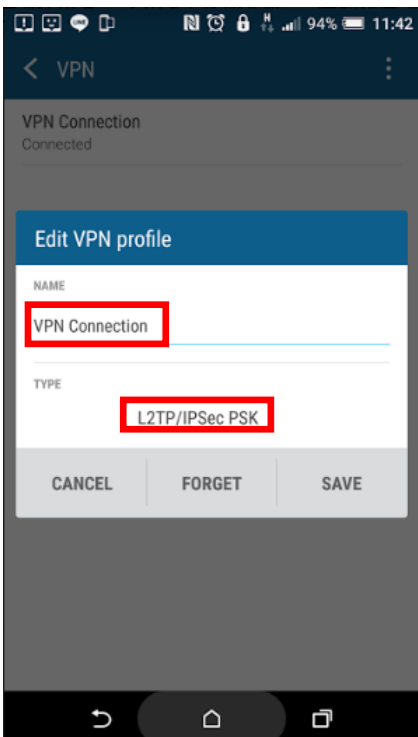 H 94% 11:42
VPN
VPN Connection
Connected
Edit VPN profile
NAME
VPN Connection
TYPE
L2TP/IPSec PSK
CANCEL FORGET SAVE